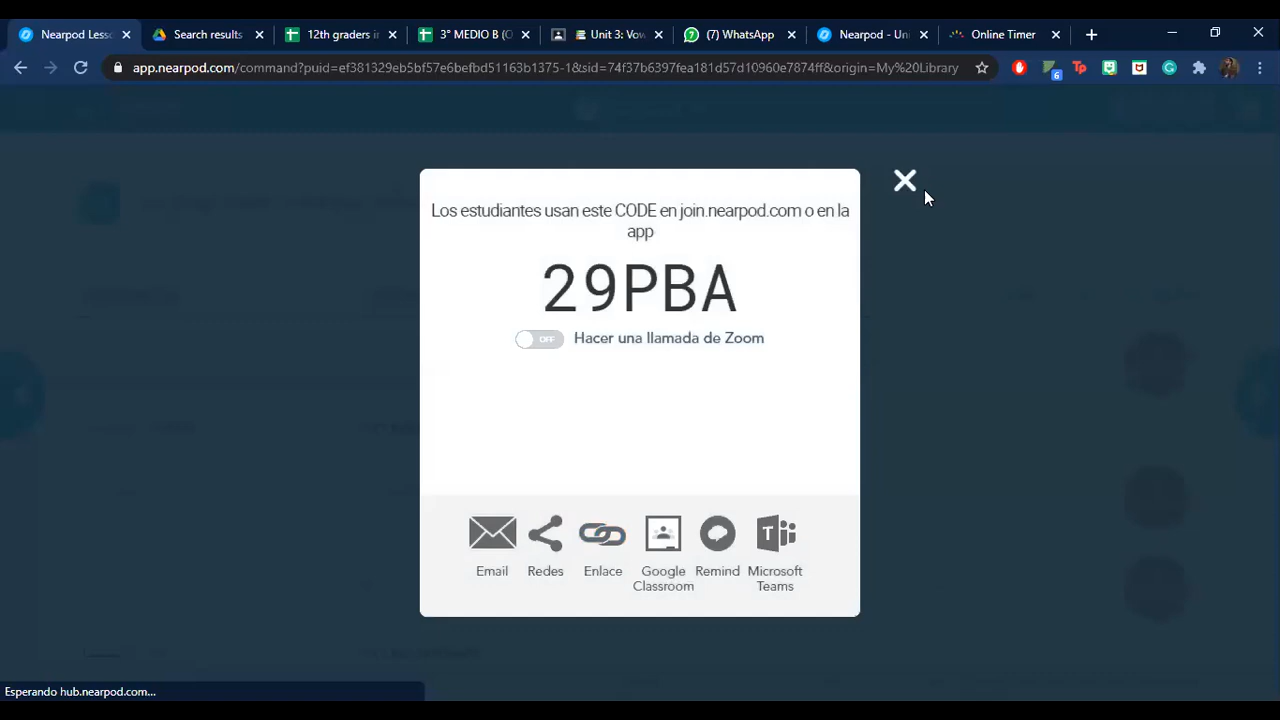 Nearpod Less
Search results
12th graders i
3° MEDIO B (O
Unit 3: Vow
(7) WhatsApp
Nearpod - Uni
Online Timer
app.nearpod.com/command?puid=ef381329eb5bf57e6befbd51163b1375-1&sid=74f37b6397fea181d57d10960e7874ff&origin=My%20Library
6
Los estudiantes usan este CODE en join.nearpod.com o en la
app
29PBA
OFF Hacer una llamada de Zoom
Email
Redes
Enlace
Google
Classroom
Remind
Microsoft
Teams
Esperando hub.nearpod.com...